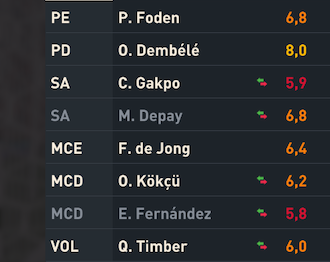 PE P. Foden 6,8
PD O. Dembélé 8,0
SA C. Gakpo 5,9
SA M. Depay 6,8
MCE F. de Jong 6,4
MCD O. Kökçü 6,2
MCD E. Fernández 5,8
VOL Q. Timber 6,0